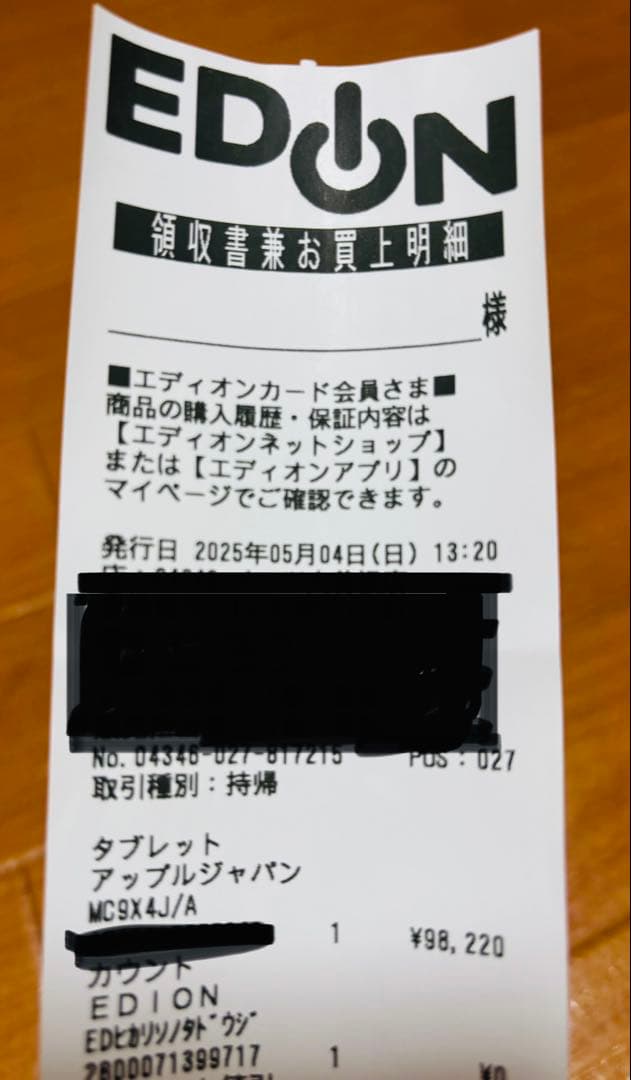 EDION
領収書兼お買上明細
様
■エディオンカード会員さま■
商品の購入履歴・保証内容は
【エディオンネットショップ】
または【エディオンアプリ】の
マイページでご確認できます。
発行日 2025年05月04日(日) 13:20
No. 04346-027-817215 POS : 027
取引種別：持帰
タブレット
アップルジャパン
MC9X4J/A
1 ¥98,220
カウント
EDION
EDヒカリソノタドウジ
2800071399717 1 ¥0